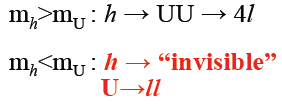 mh>mU : h → UU → 4l
mh<mU : h → “invisible”
U→ll